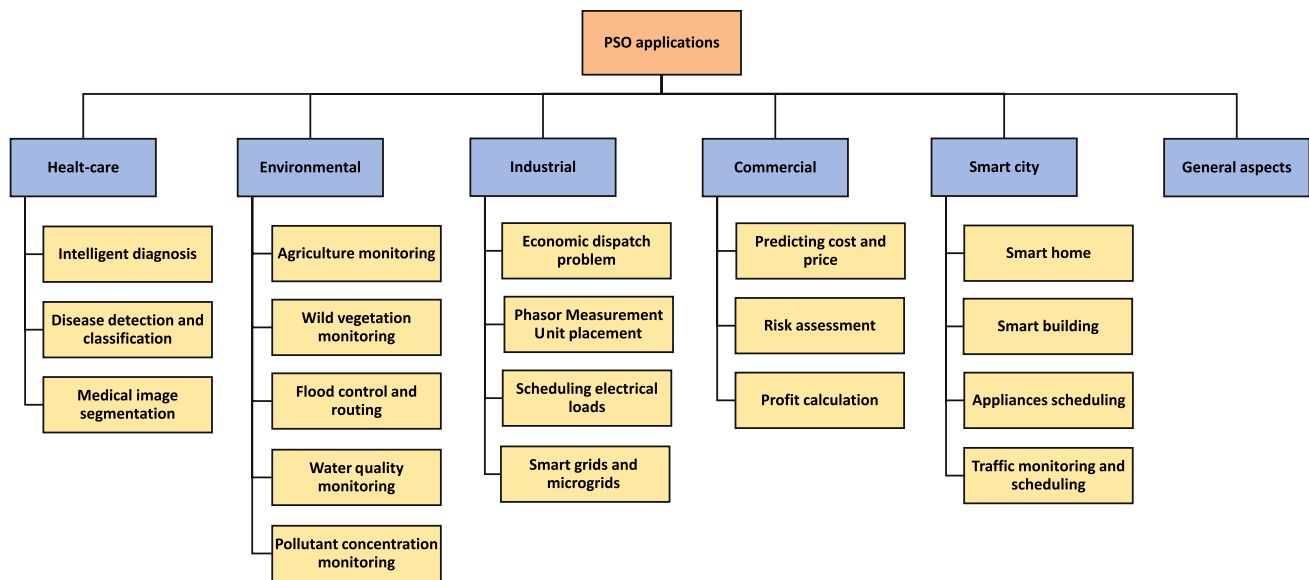 PSO applications
Healt-care
Environmental
Industrial
Commercial
Smart city
General aspects
Intelligent diagnosis
Disease detection and
classification
Medical image
segmentation
Agriculture monitoring
Wild vegetation
monitoring
Flood control and
routing
Water quality
monitoring
Pollutant concentration
monitoring
Economic dispatch
problem
Phasor Measurement
Unit placement
Scheduling electrical
loads
Smart grids and
microgrids
Predicting cost and
price
Risk assessment
Profit calculation
Smart home
Smart building
Appliances scheduling
Traffic monitoring and
scheduling